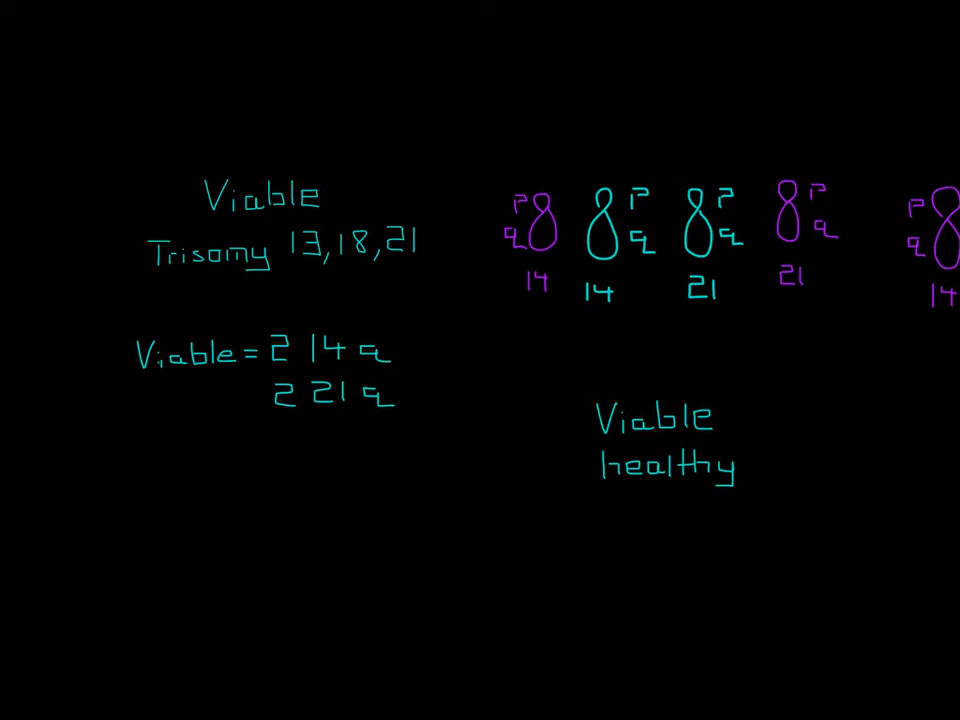 Viable
Trisomy 13,18,21
Viable = 2 14 q
2 21 q
p p p p p
q q q q q
14 14 21 21 14
Viable
healthy